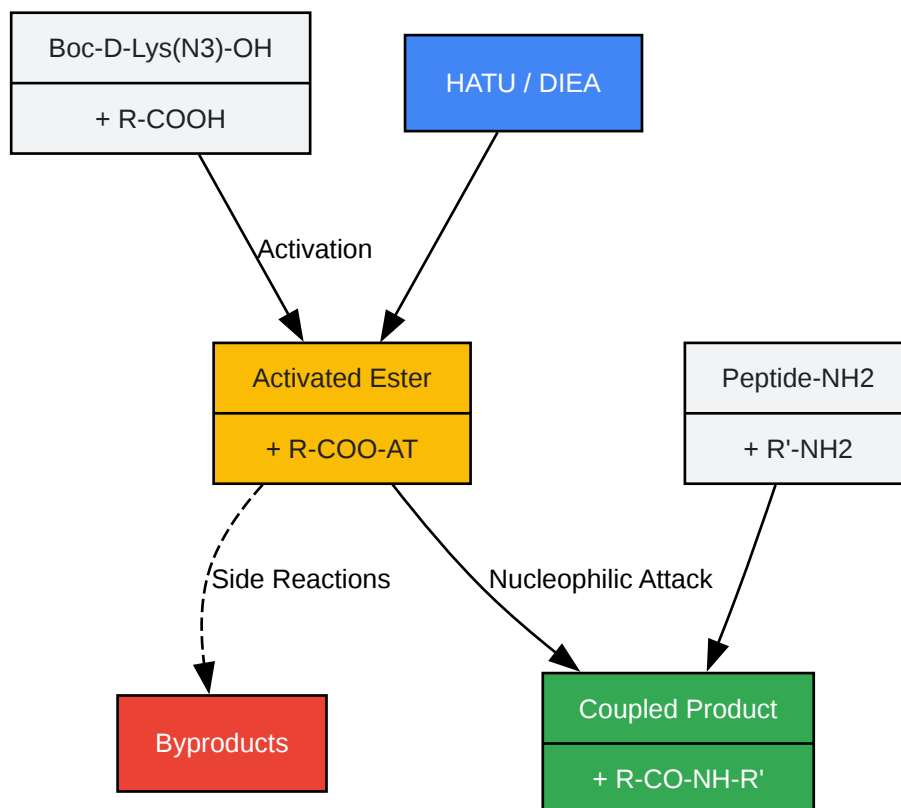 Boc-D-Lys(N3)-OH
+ R-COOH
HATU / DIEA
Activation
Activated Ester
+ R-COO-AT
Peptide-NH2
+ R'-NH2
Side Reactions
Nucleophilic Attack
Byproducts
Coupled Product
+ R-CO-NH-R'